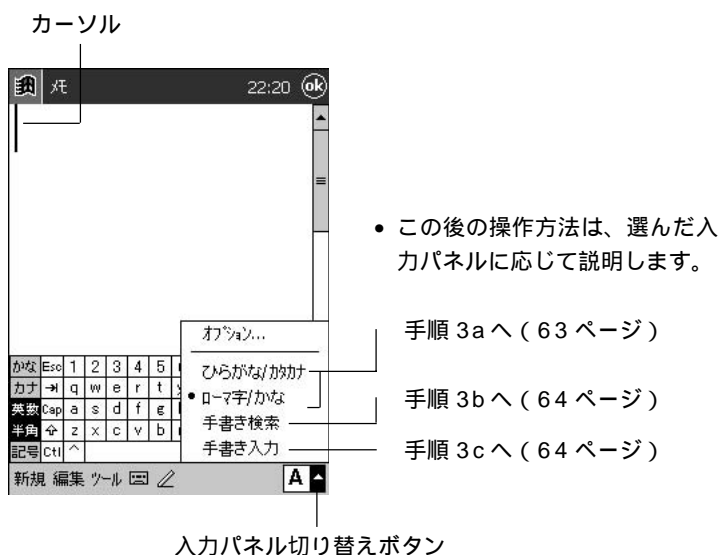 カーソル
メモ 22:20 ok
• この後の操作方法は、選んだ入
力パネルに応じて説明します。
オプション...
ひらがな/カタカナ
• ローマ字/かな
手書き検索
手書き入力
手順 3a へ ( 63 ページ )
手順 3b へ ( 64 ページ )
手順 3c へ ( 64 ページ )
かな Esc 1 2 3 4 5
カナ →| q w e r t
英数 Cap a s d f g
半角 ⇧ z x c v b
記号 Ctl ^
新規 編集 ツール A
入力パネル切り替えボタン